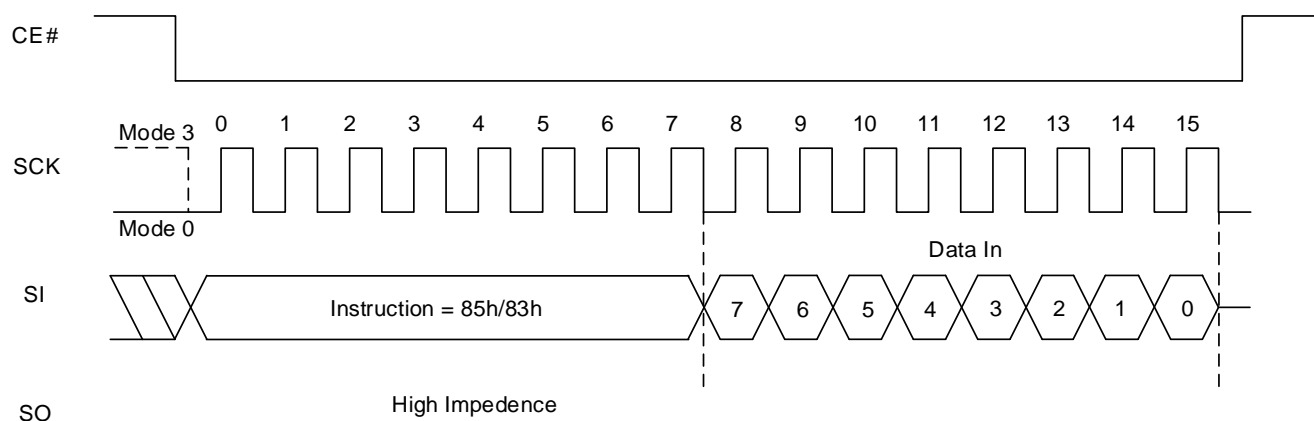 CE#
Mode 3
0 1 2 3 4 5 6 7 8 9 10 11 12 13 14 15
SCK
Mode 0
Data In
SI
Instruction = 85h/83h
7 6 5 4 3 2 1 0
High Impedence
SO